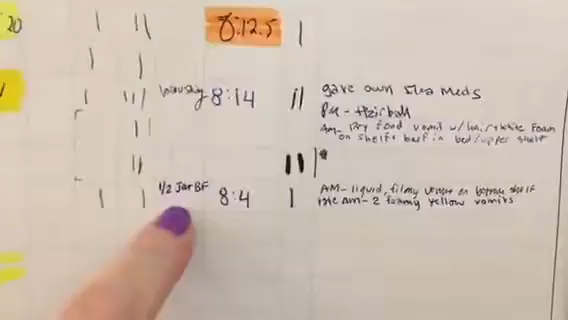 20
8:12.5
8:14
gave own Sub Meds
PM - Hairball
AM- Dry food vomit w/hair/white foam
on shelf + barf in bed/upper shelf
1/2 Jar BF
8:4
AM-liquid, filmy vomit on bottom shelf
late AM- 2 foamy yellow vomits